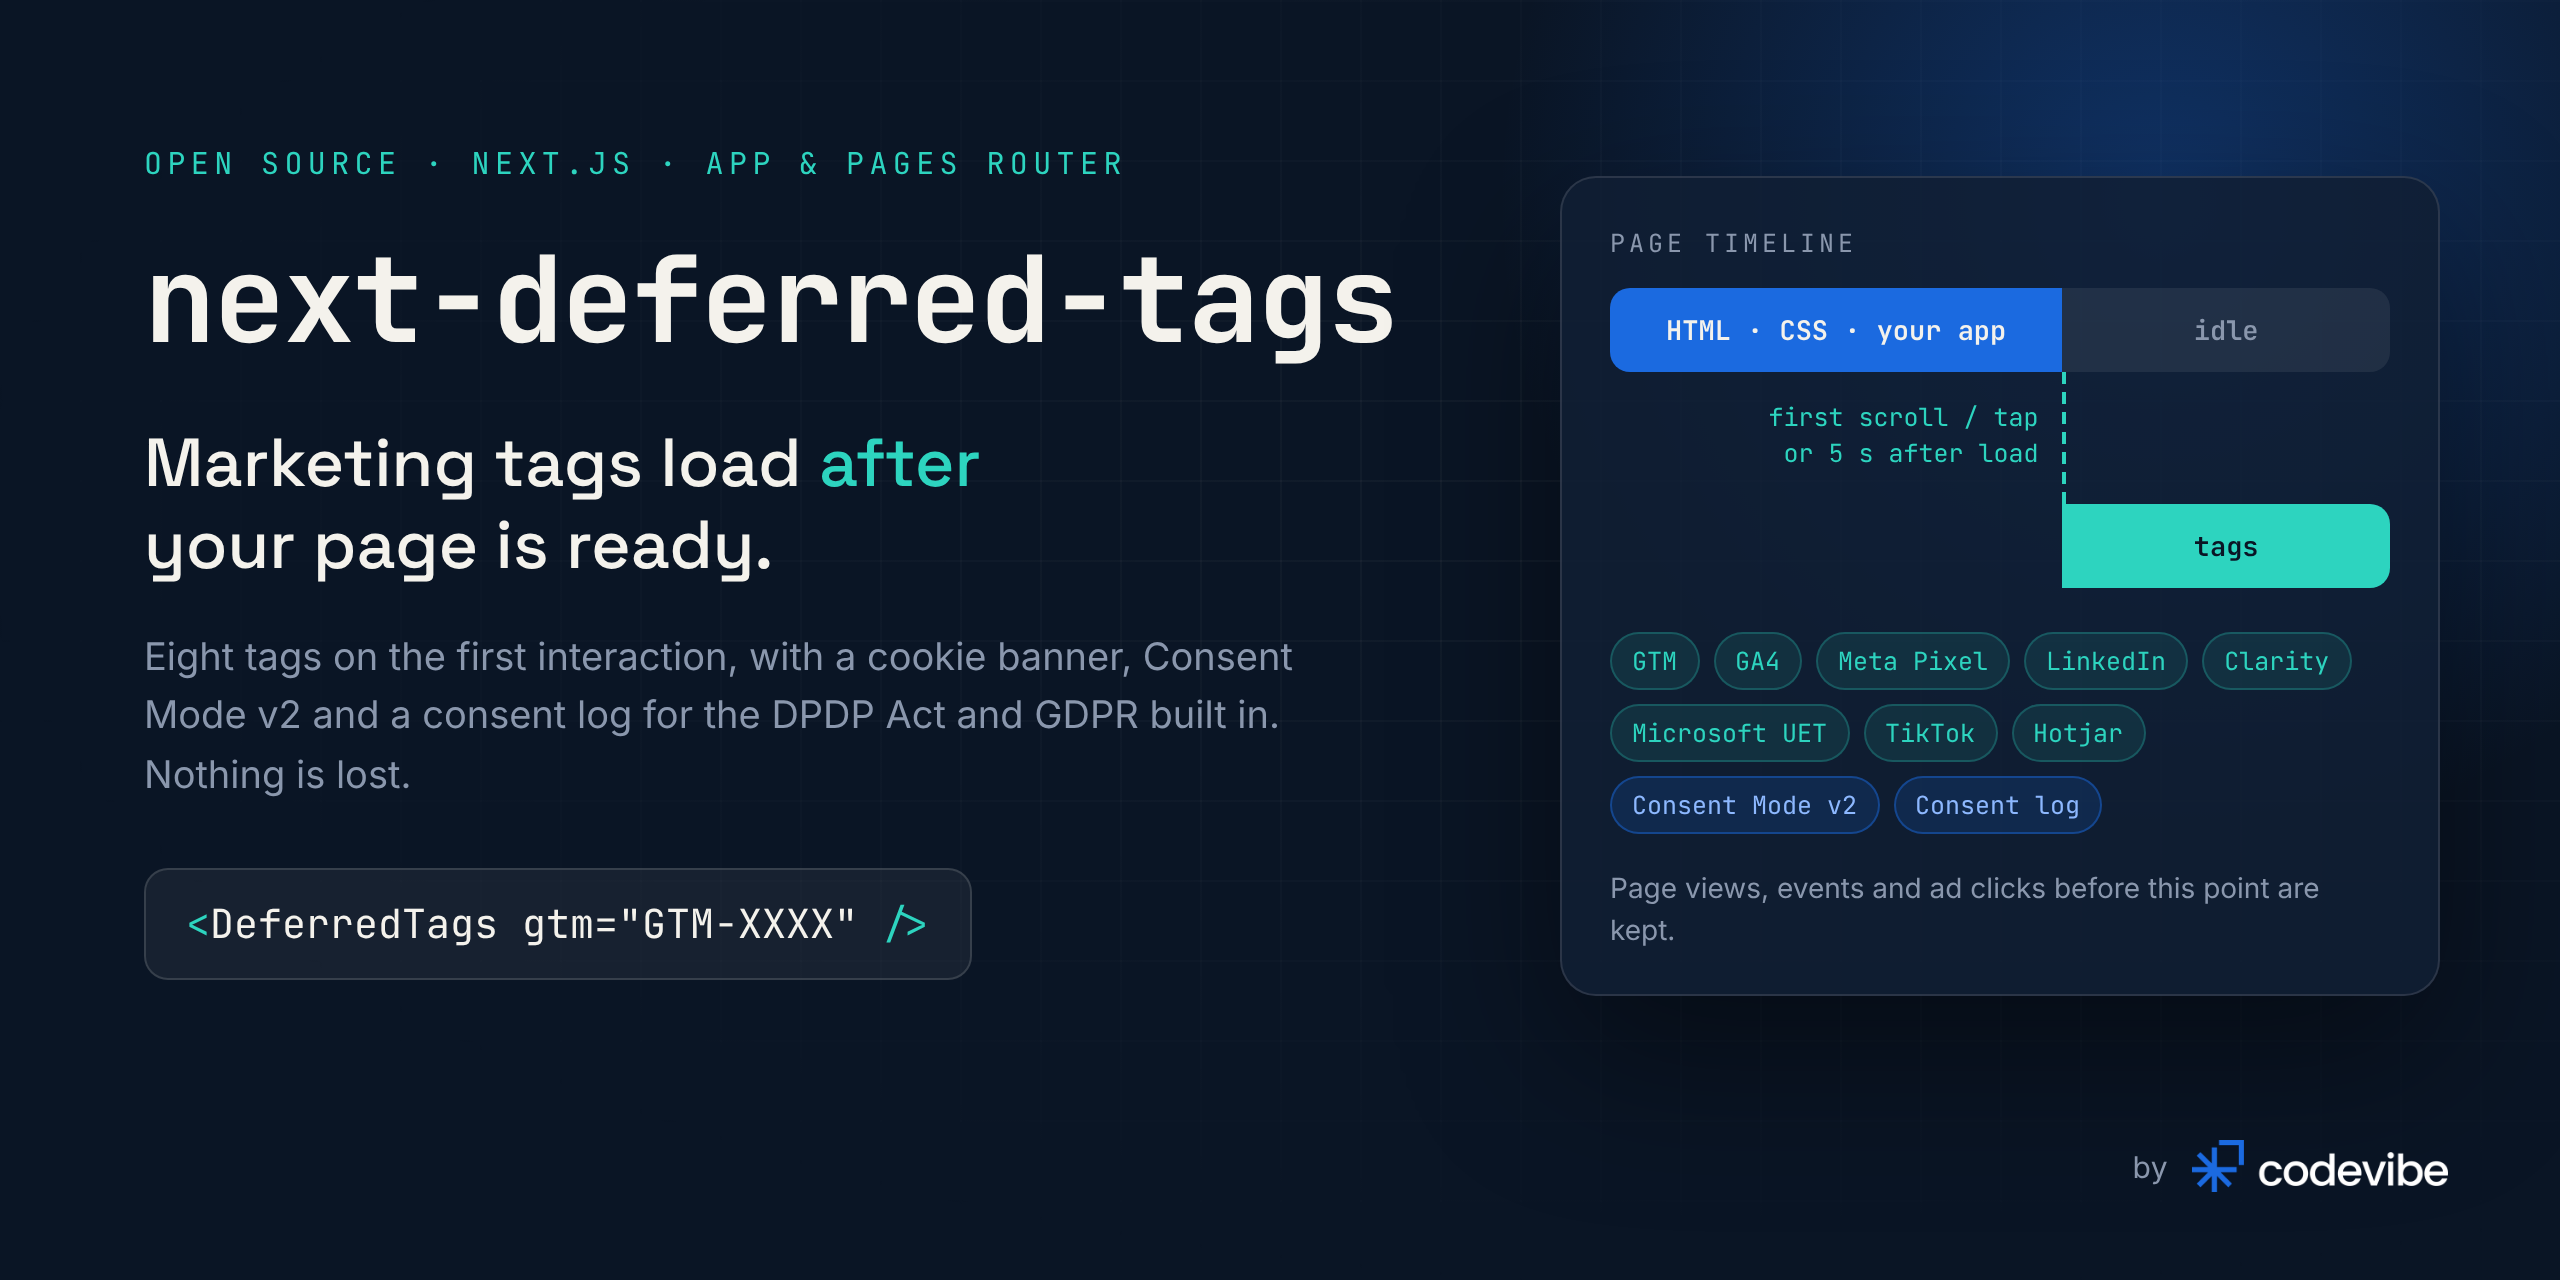 OPEN SOURCE · NEXT.JS · APP & PAGES ROUTER
next-deferred-tags
Marketing tags load after
your page is ready.
Eight tags on the first interaction, with a cookie banner, Consent
Mode v2 and a consent log for the DPDP Act and GDPR built in.
Nothing is lost.
<DeferredTags gtm="GTM-XXXX" />
PAGE TIMELINE
HTML · CSS · your app
idle
first scroll / tap
or 5 s after load
tags
GTM
GA4
Meta Pixel
LinkedIn
Clarity
Microsoft UET
TikTok
Hotjar
Consent Mode v2
Consent log
Page views, events and ad clicks before this point are
kept.
by codevibe